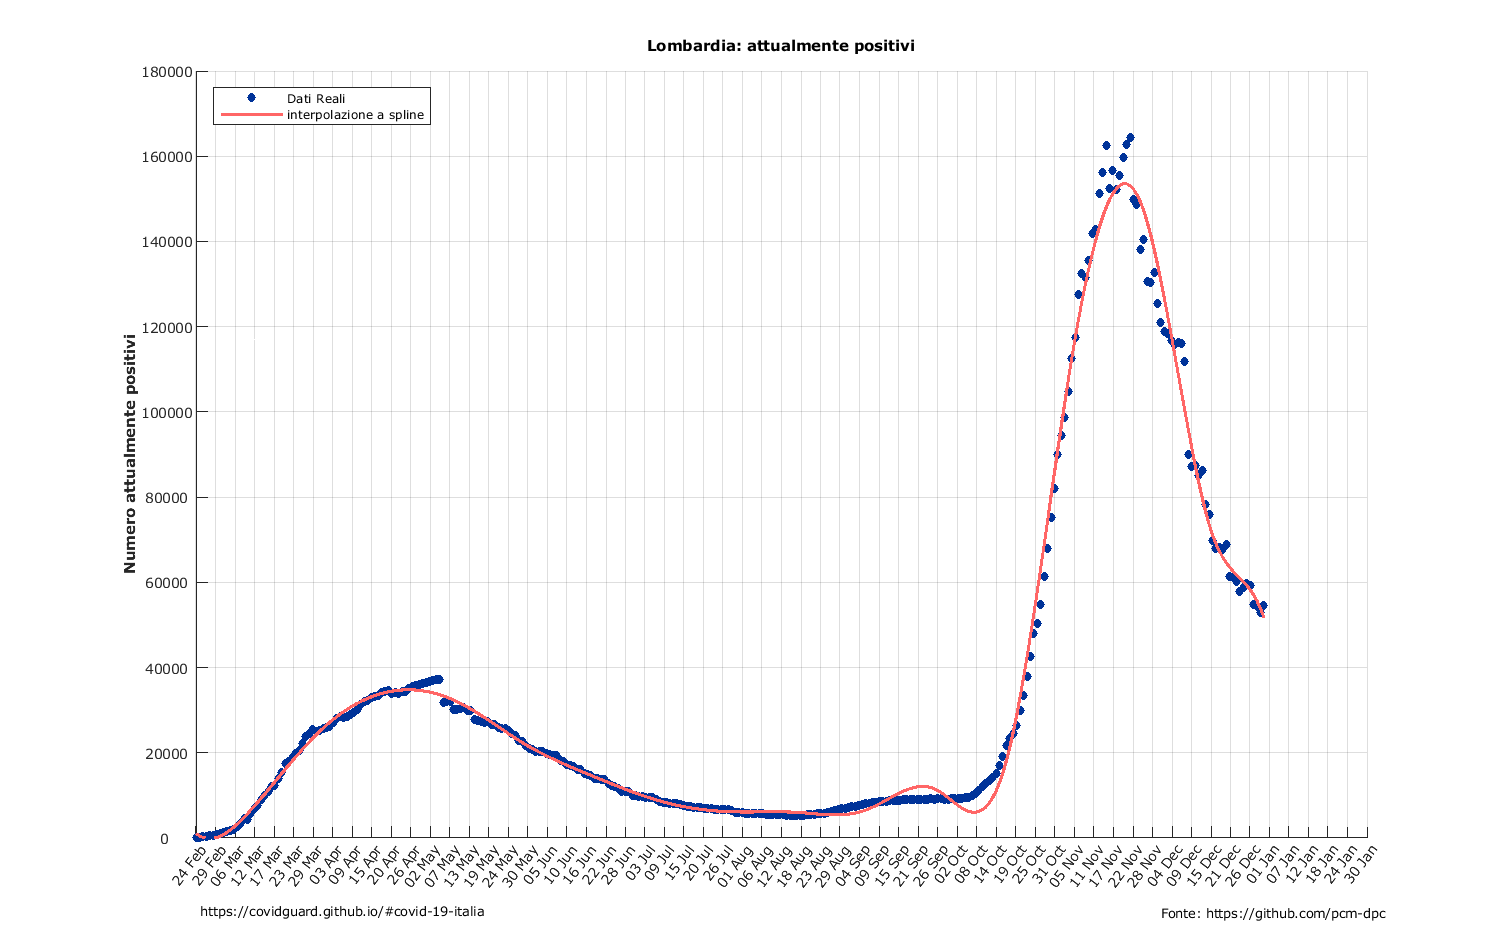 Lombardia: attualmente positivi
180000
160000
140000
120000
100000
80000
60000
40000
20000
0
Numero attualmente positivi
Dati Reali
interpolazione a spline
24 Feb
29 Feb
06 Mar
12 Mar
17 Mar
23 Mar
29 Mar
03 Apr
09 Apr
15 Apr
20 Apr
26 Apr
02 May
07 May
13 May
19 May
24 May
30 Jun
05 Jun
10 Jun
16 Jun
22 Jun
28 Jun
03 Jul
09 Jul
15 Jul
20 Jul
26 Jul
01 Aug
06 Aug
12 Aug
18 Aug
23 Aug
29 Aug
04 Sep
09 Sep
15 Sep
21 Sep
26 Sep
02 Oct
08 Oct
14 Oct
19 Oct
25 Oct
31 Oct
05 Nov
11 Nov
17 Nov
22 Nov
28 Nov
04 Dec
09 Dec
15 Dec
21 Dec
26 Dec
01 Jan
07 Jan
12 Jan
18 Jan
24 Jan
30 Jan
https://covidguard.github.io/#covid-19-italia
Fonte: https://github.com/pcm-dpc